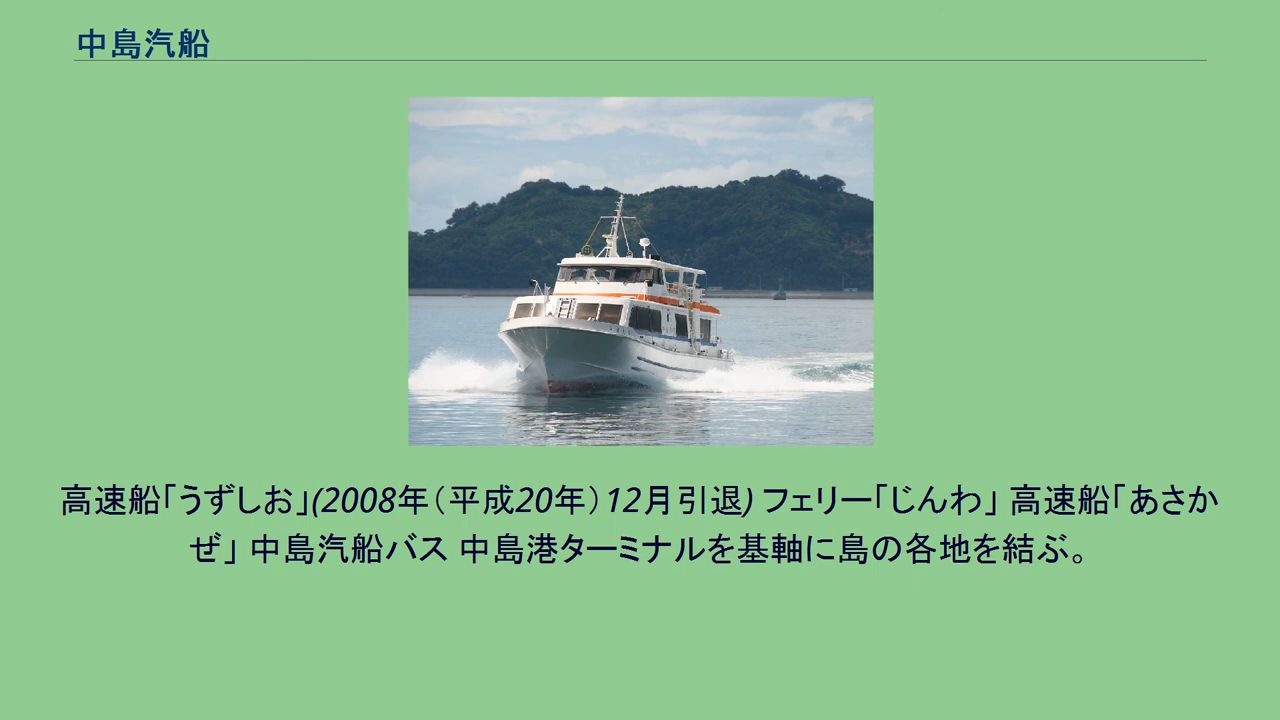 中島汽船
高速船「うずしお」(2008年（平成20年）12月引退) フェリー「じんわ」 高速船「あさか
ぜ」 中島汽船バス 中島港ターミナルを基軸に島の各地を結ぶ。